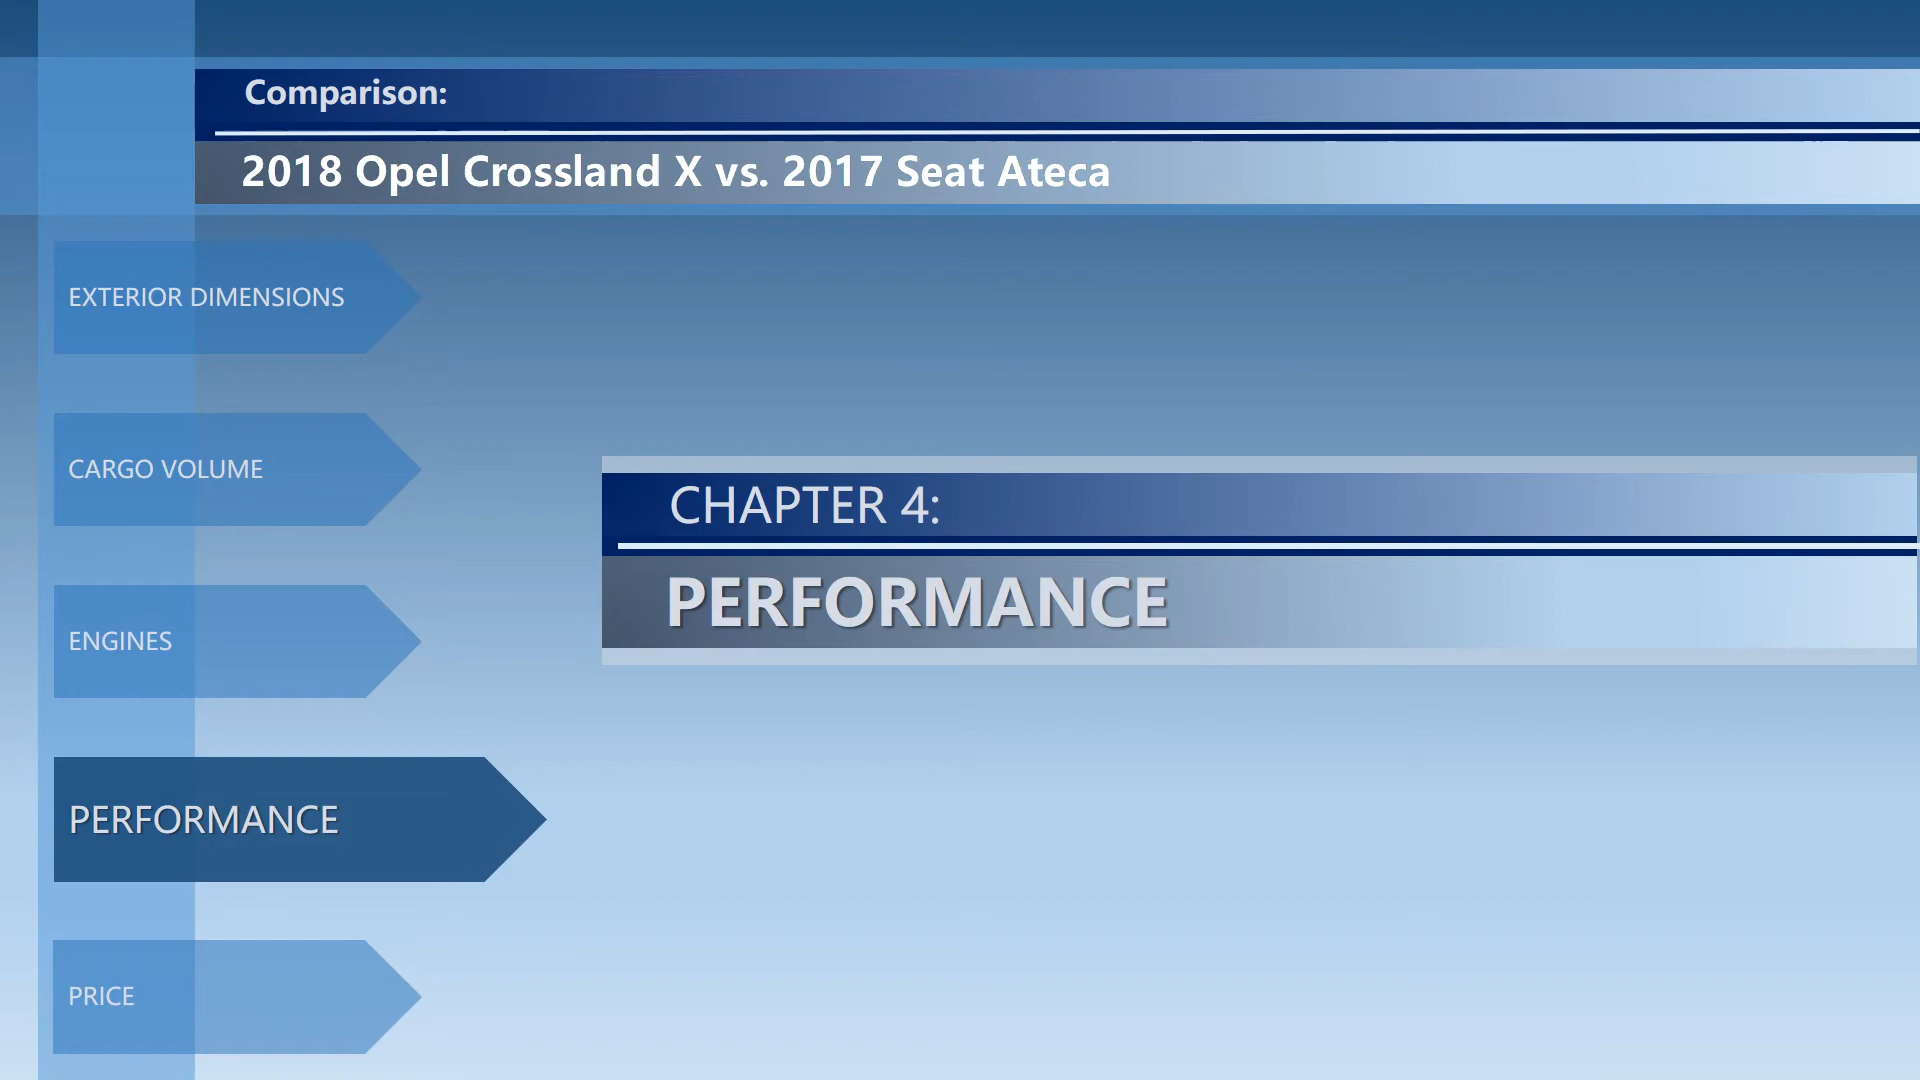 Comparison:
2018 Opel Crossland X vs. 2017 Seat Ateca
EXTERIOR DIMENSIONS
CARGO VOLUME
ENGINES
PERFORMANCE
PRICE
CHAPTER 4:
PERFORMANCE